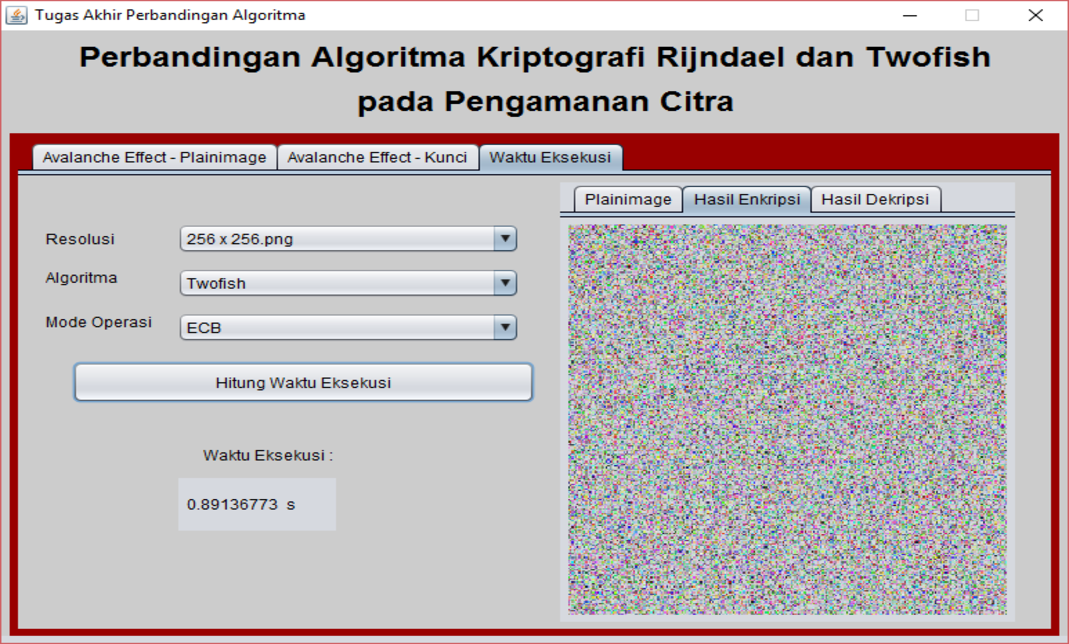 Tugas Akhir Perbandingan Algoritma
Perbandingan Algoritma Kriptografi Rijndael dan Twofish
pada Pengamanan Citra
Avalanche Effect - Plainimage
Avalanche Effect - Kunci
Waktu Eksekusi
Plainimage
Hasil Enkripsi
Hasil Dekripsi
Resolusi
256 x 256.png
Algoritma
Twofish
Mode Operasi
ECB
Hitung Waktu Eksekusi
Waktu Eksekusi :
0.89136773 s